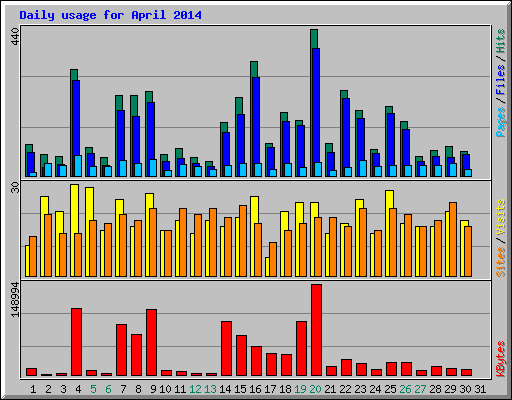 Daily usage for April 2014
440
Pages / Files / Hits
30
Sites / Visits
148994
KBytes
1 2 3 4 5 6 7 8 9 10 11 12 13 14 15 16 17 18 19 20 21 22 23 24 25 26 27 28 29 30 31